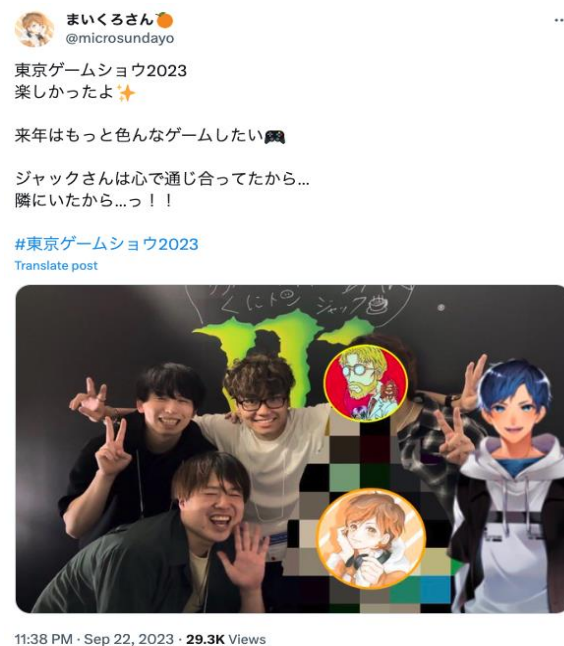 まいくろさん🍊
@microsundayo
東京ゲームショウ2023
楽しかったよ✨
来年はもっと色んなゲームしたい🎮
ジャックさんは心で通じ合ってたから...
隣にいたから...っ！！
#東京ゲームショウ2023
Translate post
くにトン ジャック
11:38 PM · Sep 22, 2023 · 29.3K Views